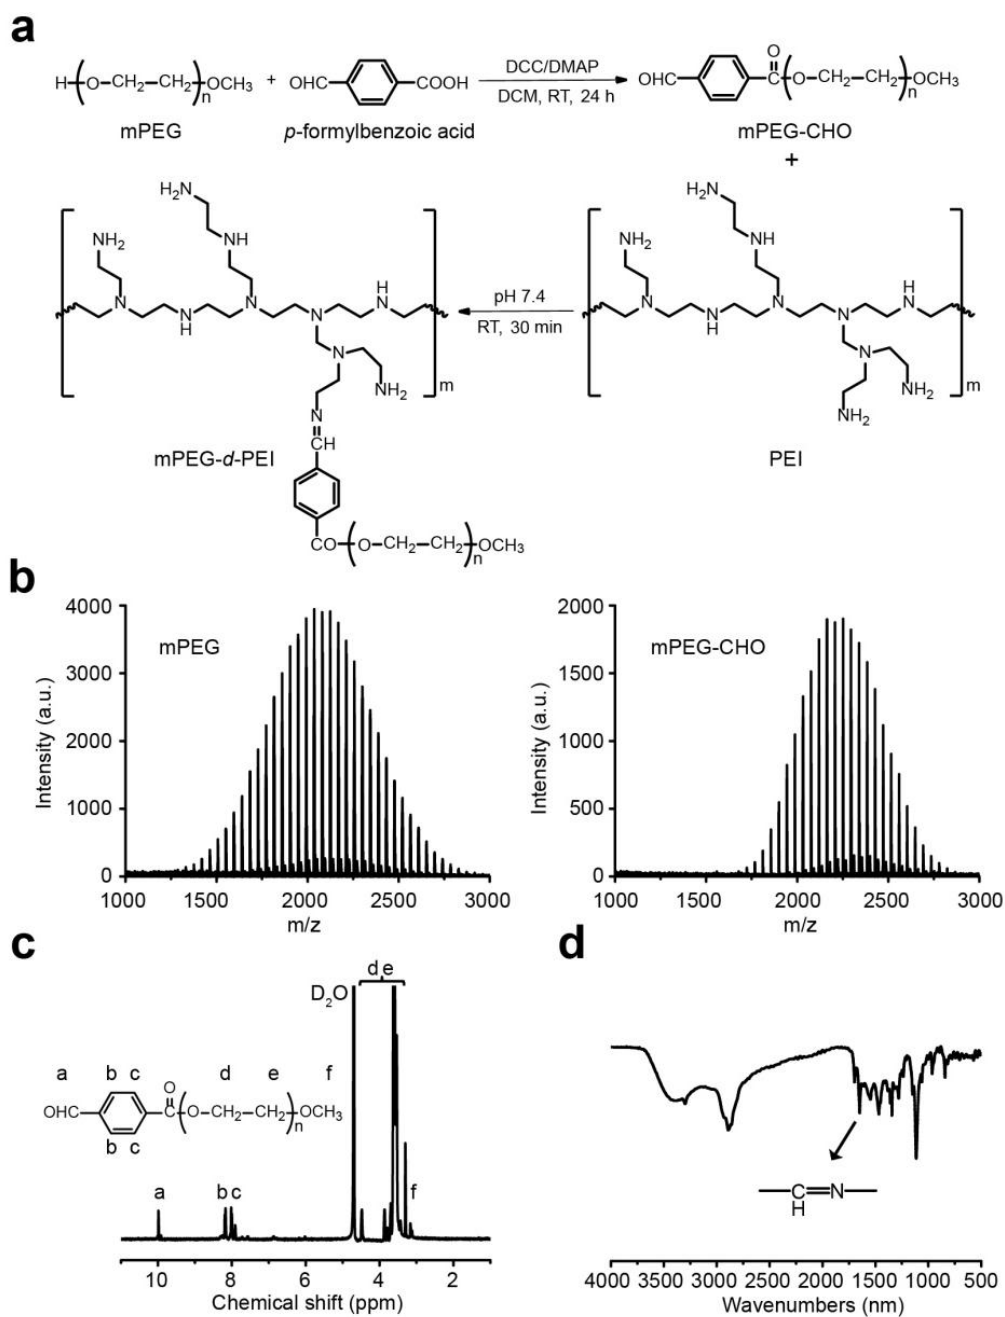 a
H—(O—CH₂—CH₂)ₙOCH₃ + OHC COOH DCC/DMAP DCM, RT, 24 h OHC O C(O—CH₂—CH₂)ₙOCH₃
mPEG p-formylbenzoic acid mPEG-CHO
+
H₂N H₂N
NH₂ NH NH₂ NH
N N H N N N H N
N H N pH 7.4 N H N
RT, 30 min
N N
NH₂ m NH₂ NH₂ m
N
CH
mPEG-d-PEI PEI
CO—(O—CH₂—CH₂)ₙOCH₃
b
4000
3000
2000
1000
0
Intensity (a.u.)
mPEG
1000 1500 2000 2500 3000
m/z
2000
1500
1000
500
0
Intensity (a.u.)
mPEG-CHO
1000 1500 2000 2500 3000
m/z
c
d e
D₂O
a b c d e f
OHC O C(O—CH₂—CH₂)ₙOCH₃
b c
a b c f
10 8 6 4 2
Chemical shift (ppm)
d
—C=N—
H
4000 3500 3000 2500 2000 1500 1000 500
Wavenumbers (nm)